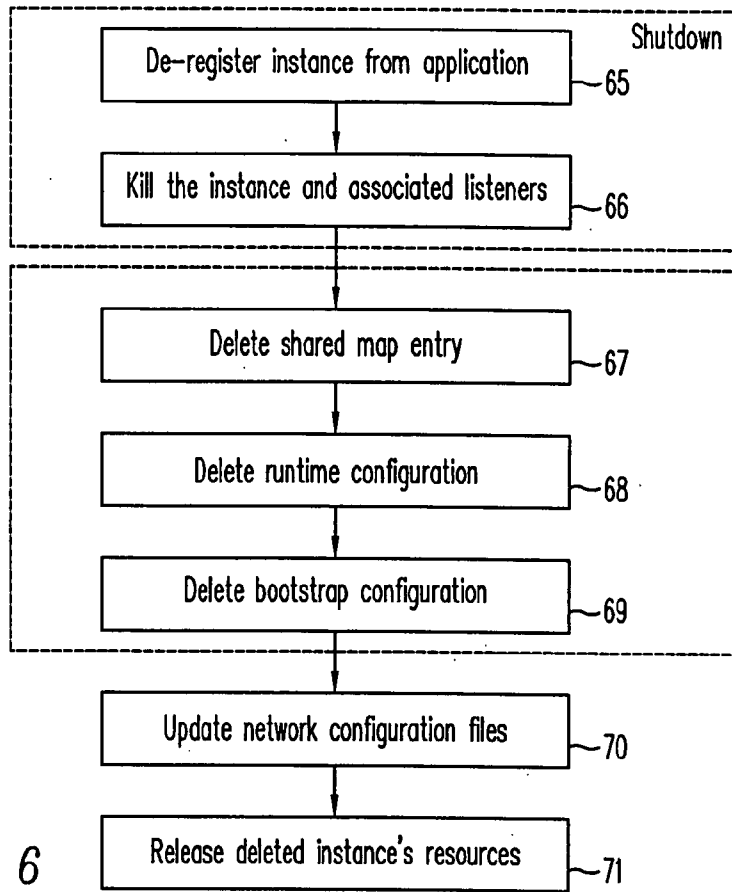 Shutdown
De-register instance from application
65
Kill the instance and associated listeners
66
Delete shared map entry
67
Delete runtime configuration
68
Delete bootstrap configuration
69
Update network configuration files
70
Release deleted instance's resources
71
6